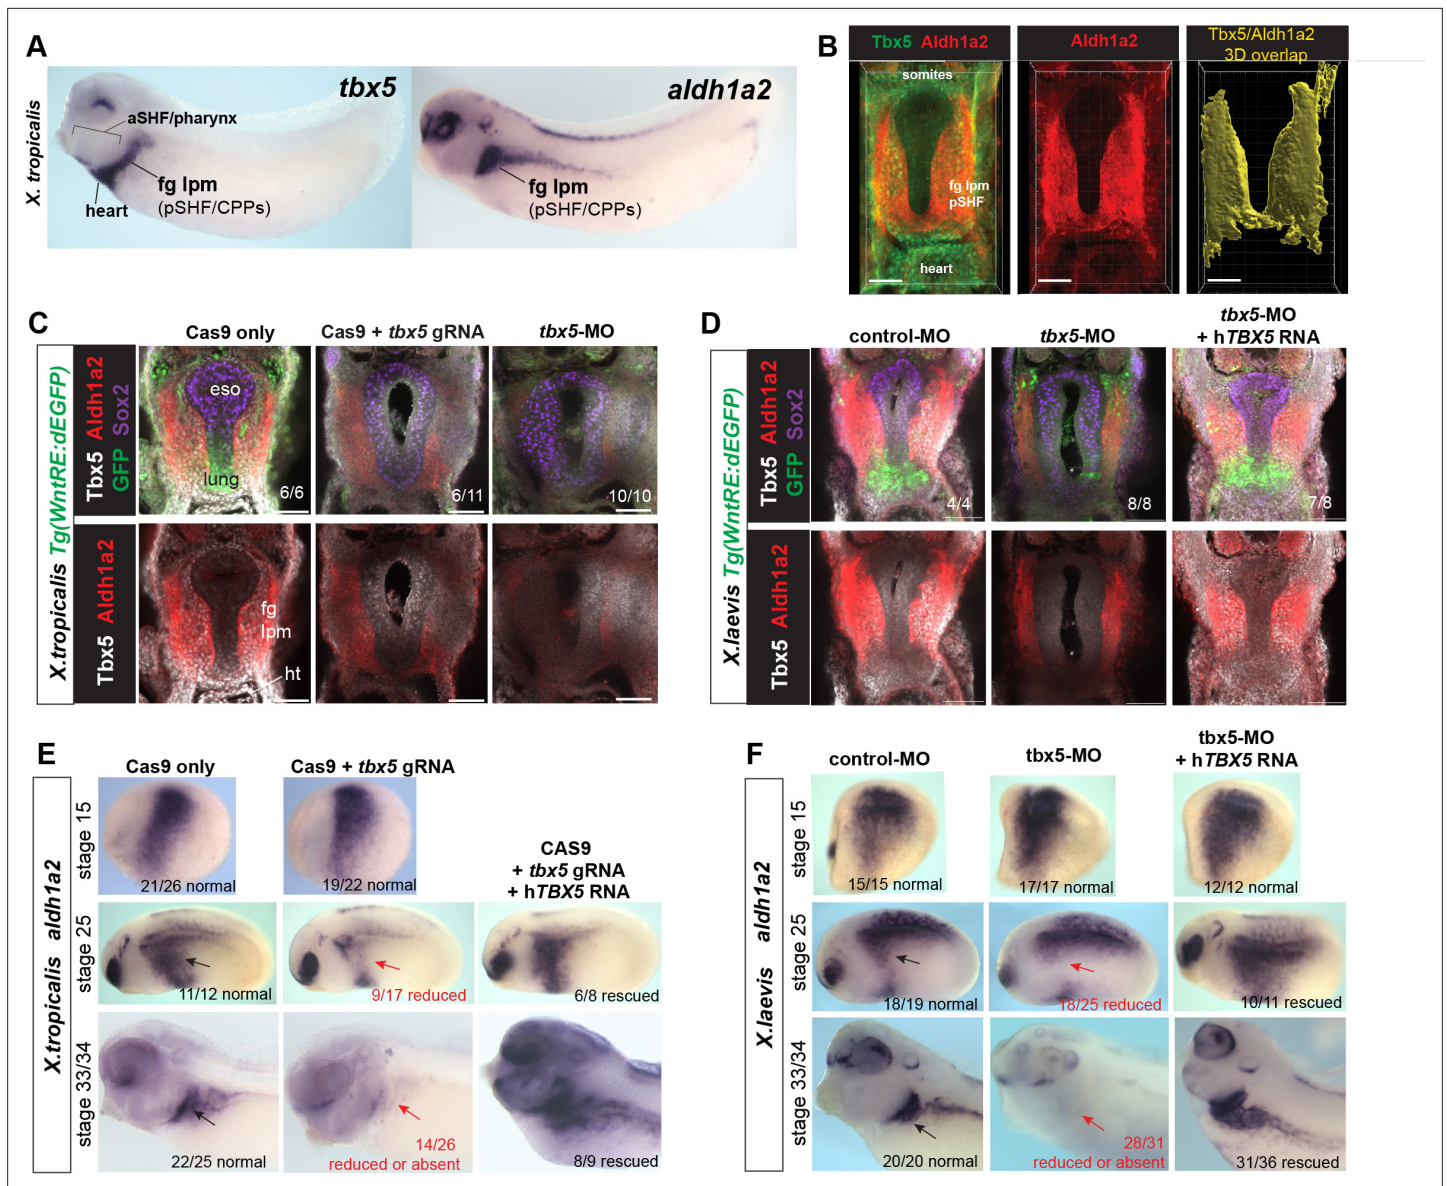 A
X. tropicalis
tbx5
aSHF/pharynx
fg lpm
(pSHF/CPPs)
heart
aldh1a2
fg lpm
(pSHF/CPPs)
B
Tbx5 Aldh1a2
somites
fg lpm
pSHF
heart
Aldh1a2
Tbx5/Aldh1a2
3D overlap
C
X.tropicalis Tg(WntRE:dEGFP)
Cas9 only
Cas9 + tbx5 gRNA
tbx5-MO
Tbx5 Aldh1a2
GFP Sox2
eso
lung
6/6
6/11
10/10
Tbx5 Aldh1a2
fg
lpm
ht
D
X.laevis Tg(WntRE:dEGFP)
control-MO
tbx5-MO
tbx5-MO
+ hTBX5 RNA
Tbx5 Aldh1a2
GFP Sox2
4/4
8/8
7/8
Tbx5 Aldh1a2
E
X.tropicalis aldh1a2
Cas9 only
Cas9 + tbx5 gRNA
stage 15
21/26 normal
19/22 normal
CAS9
+ tbx5 gRNA
+ hTBX5 RNA
stage 25
11/12 normal
9/17 reduced
6/8 rescued
stage 33/34
22/25 normal
14/26
reduced or absent
8/9 rescued
F
X.laevis aldh1a2
control-MO
tbx5-MO
tbx5-MO
+ hTBX5 RNA
stage 15
15/15 normal
17/17 normal
12/12 normal
stage 25
18/19 normal
18/25 reduced
10/11 rescued
stage 33/34
20/20 normal
28/31
reduced or absent
31/36 rescued